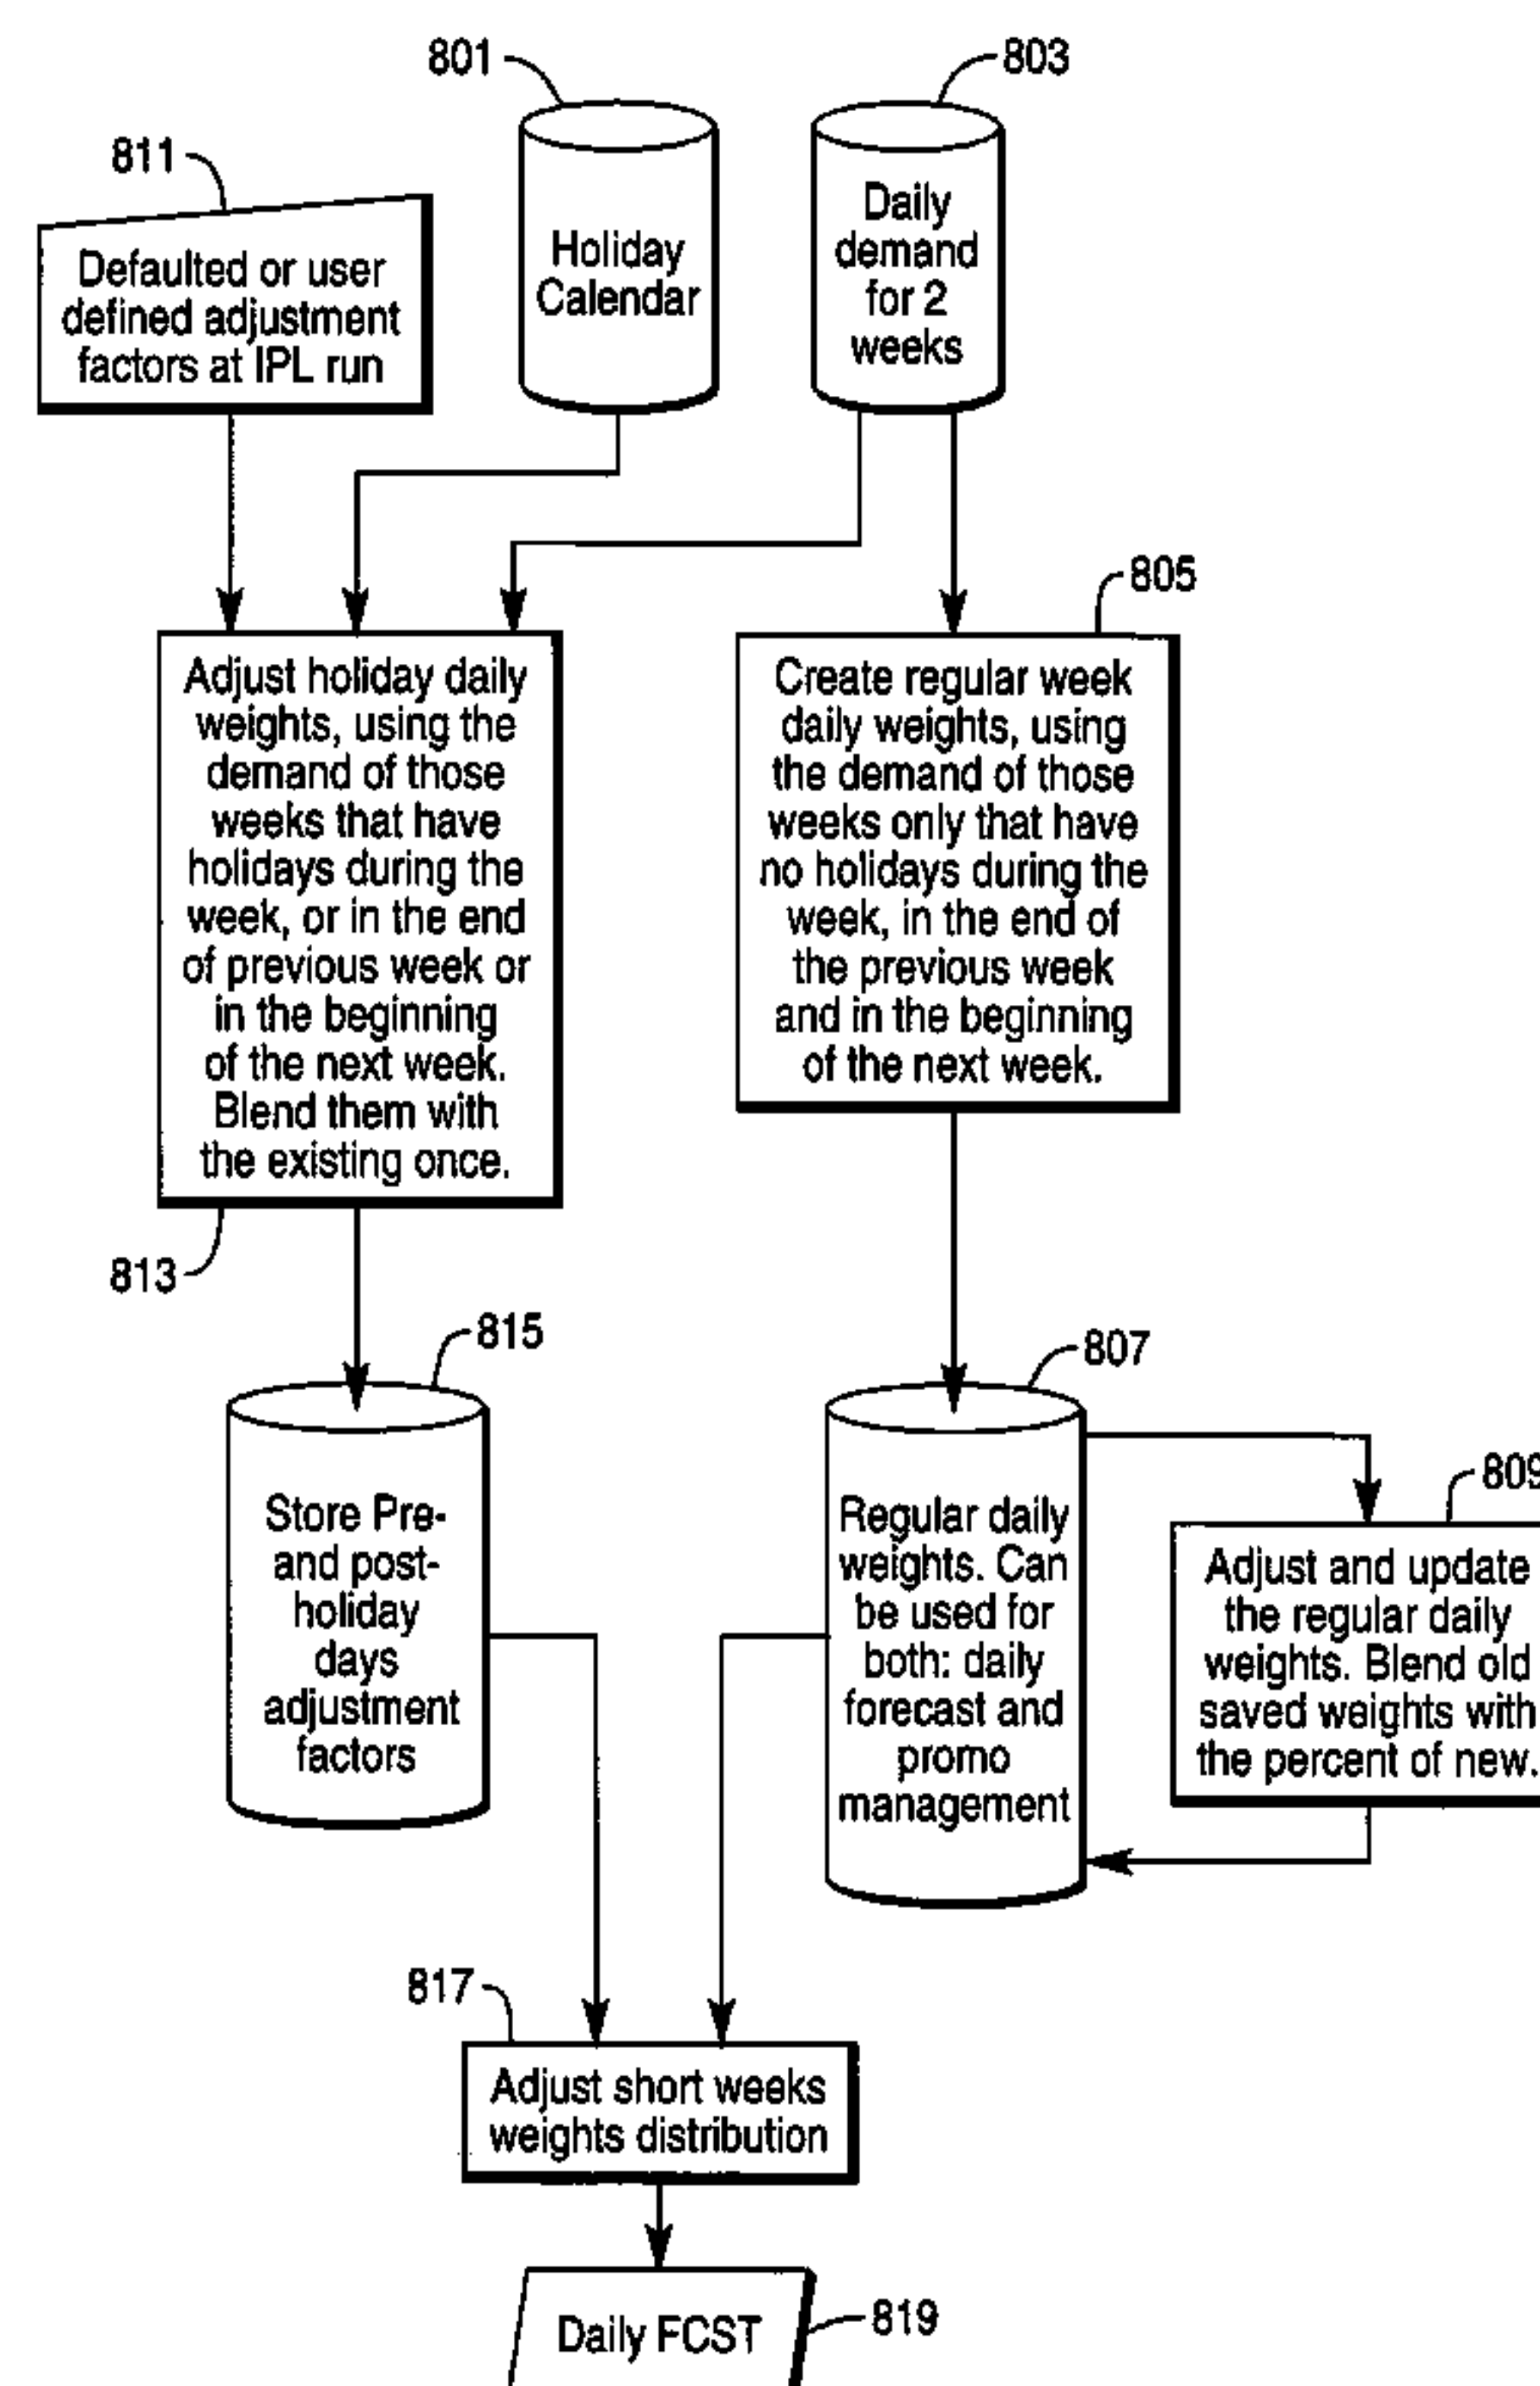 801
803
811
Defaulted or user
defined adjustment
factors at IPL run
Holiday
Calendar
Daily
demand
for 2
weeks
805
Adjust holiday daily
weights, using the
demand of those
weeks that have
holidays during the
week, or in the end
of previous week or
in the beginning
of the next week.
Blend them with
the existing once.
Create regular week
daily weights, using
the demand of those
weeks only that have
no holidays during the
week, in the end of
the previous week
and in the beginning
of the next week.
813
815
807
809
Store Pre-
and post-
holiday
days
adjustment
factors
Regular daily
weights. Can
be used for
both: daily
forecast and
promo
management
Adjust and update
the regular daily
weights. Blend old
saved weights with
the percent of new.
817
Adjust short weeks
weights distribution
Daily FCST
819